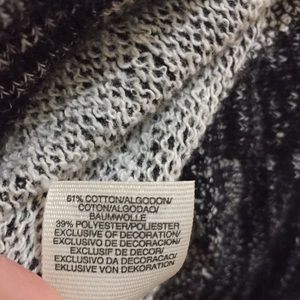 61% COTTON/ALGODON/
COTON/ALGODAO/
BAUMWOLLE
39% POLYESTER/POLIESTER
EXCLUSIVE OF DECORATION/
EXCLUSIVO DE DECORACION/
EXCLUSIF DE DECOR/
EXCLUSIVO DA DECORACAO/
EKLUSIVE VON DEKORATION